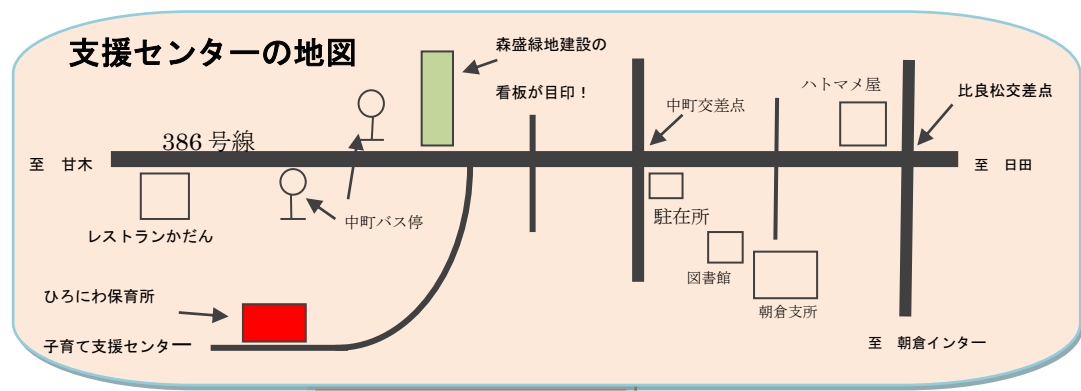 支援センターの地図
森盛緑地建設の
看板が目印！
ハトマメ屋
比良松交差点
中町交差点
386 号線
至　甘木
至　日田
中町バス停
駐在所
レストランかだん
図書館
朝倉支所
ひろにわ保育所
子育て支援センター
至　朝倉インター